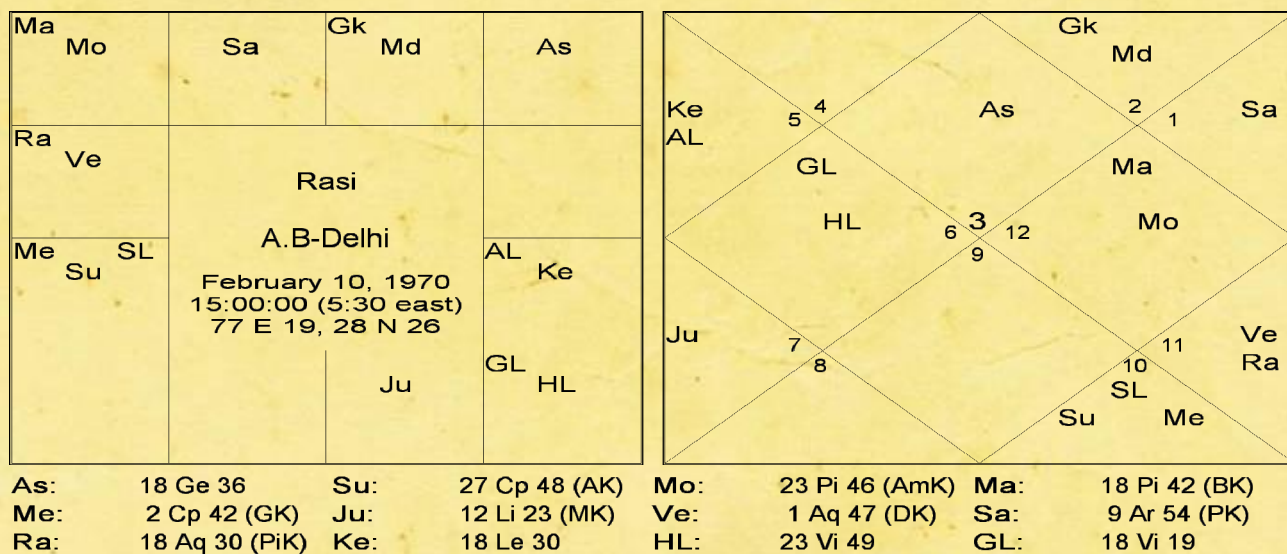 Ma Mo Sa Gk Md As
Ra Ve
Rasi
A.B-Delhi
February 10, 1970
15:00:00 (5:30 east)
77 E 19, 28 N 26
Me SL Su
AL Ke
GL HL
Ju
Gk Md
Ke AL 5 4 As 2 1 Sa
GL Ma
HL 3 Mo
6 12
9
Ju 7 8 11 Ve Ra
10
SL
Su Me
As: 18 Ge 36 Su: 27 Cp 48 (AK) Mo: 23 Pi 46 (AmK) Ma: 18 Pi 42 (BK)
Me: 2 Cp 42 (GK) Ju: 12 Li 23 (MK) Ve: 1 Aq 47 (DK) Sa: 9 Ar 54 (PK)
Ra: 18 Aq 30 (PiK) Ke: 18 Le 30 HL: 23 Vi 49 GL: 18 Vi 19